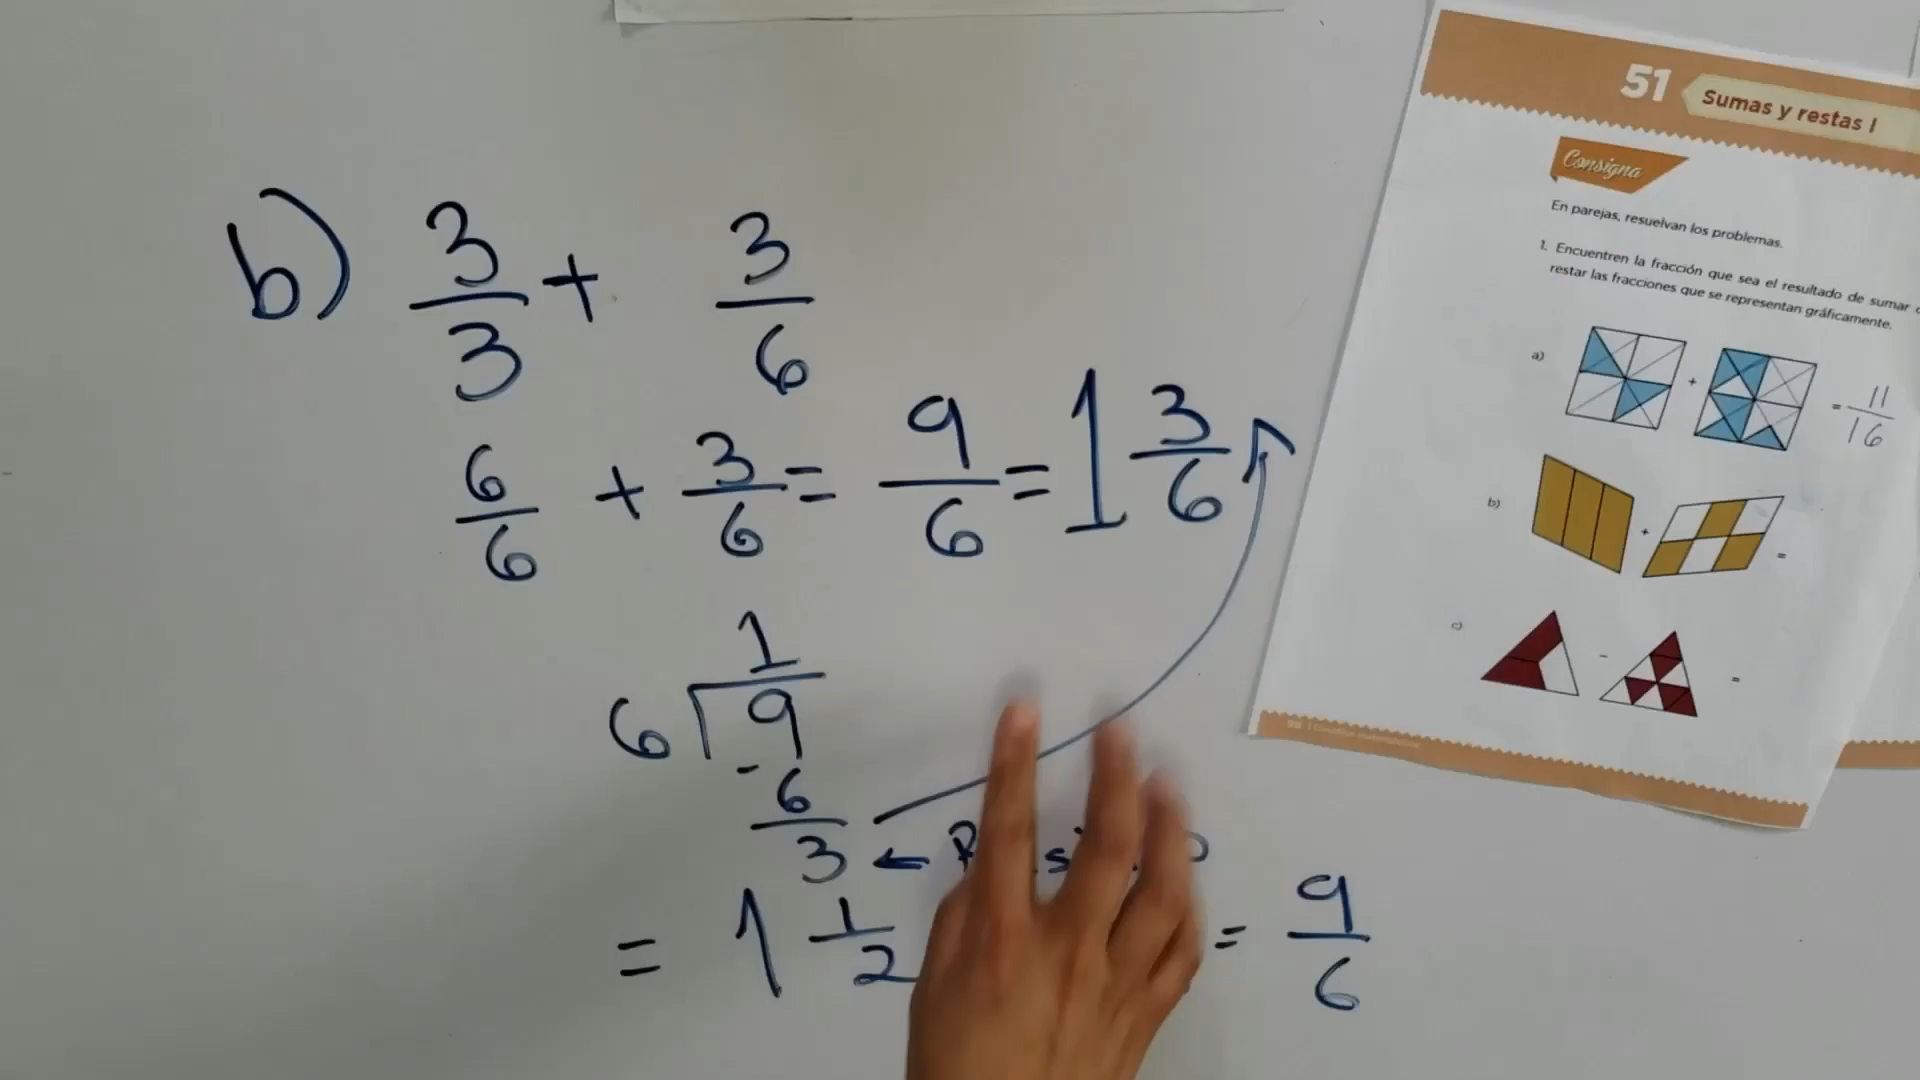 b) 3/3 + 3/6
6/6 + 3/6 = 9/6 = 1 3/6
1
6 9
- 6
3 ←
= 1 1/2 = 9/6
51 Sumas y restas I
Consigna
En parejas, resuelvan los problemas.
1. Encuentren la fracción que sea el resultado de sumar
restar las fracciones que se representan gráficamente.
a) + = 11/16
b) + =
c) - =